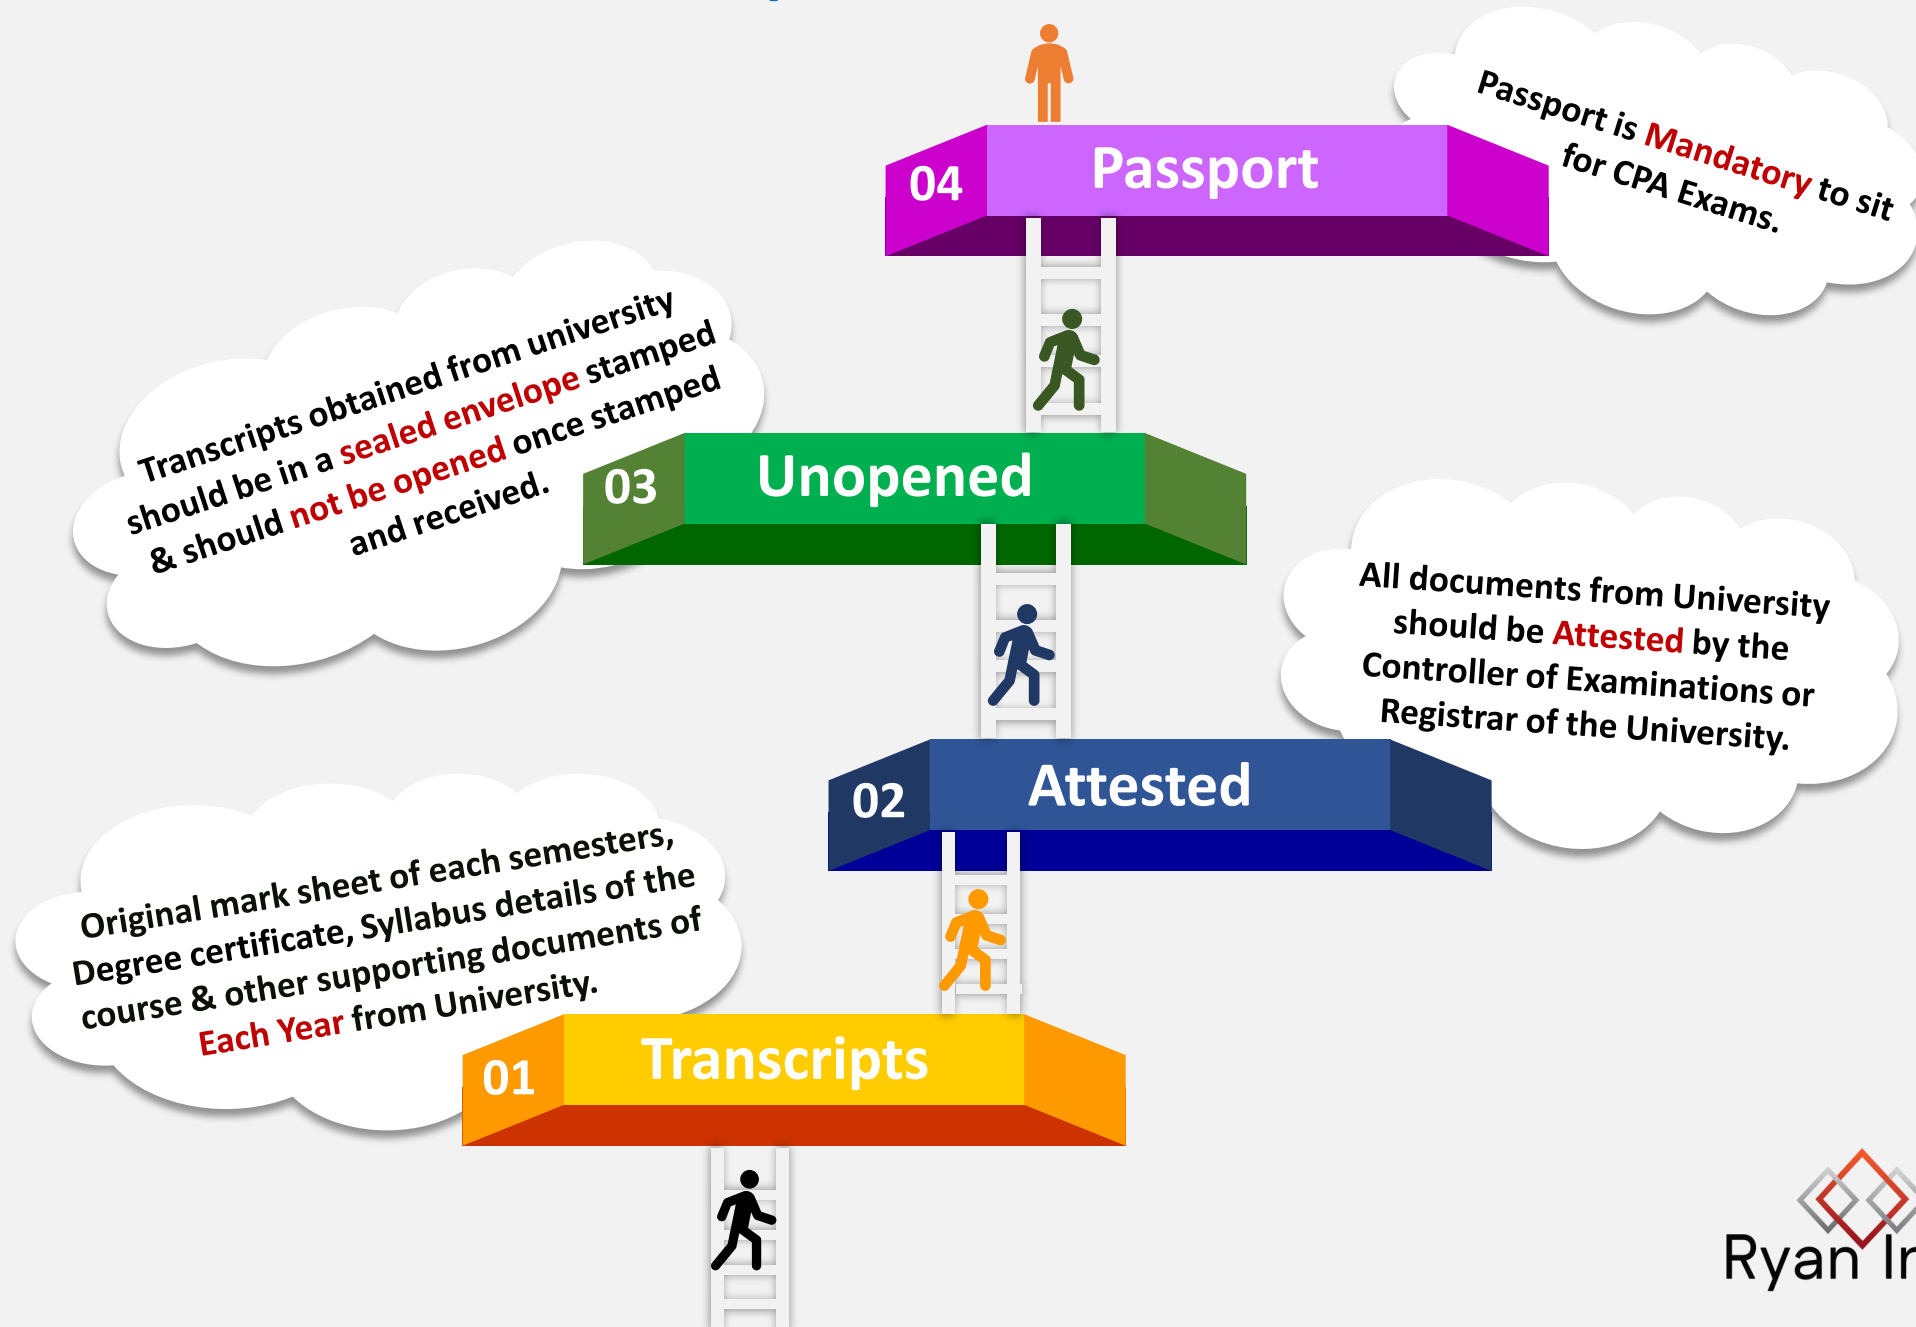 Passport is Mandatory to sit
for CPA Exams.
04
Passport
Transcripts obtained from university
should be in a sealed envelope stamped
& should not be opened once stamped
and received.
03
Unopened
All documents from University
should be Attested by the
Controller of Examinations or
Registrar of the University.
02
Attested
Original mark sheet of each semesters,
Degree certificate, Syllabus details of the
course & other supporting documents of
Each Year from University.
01
Transcripts
Ryan